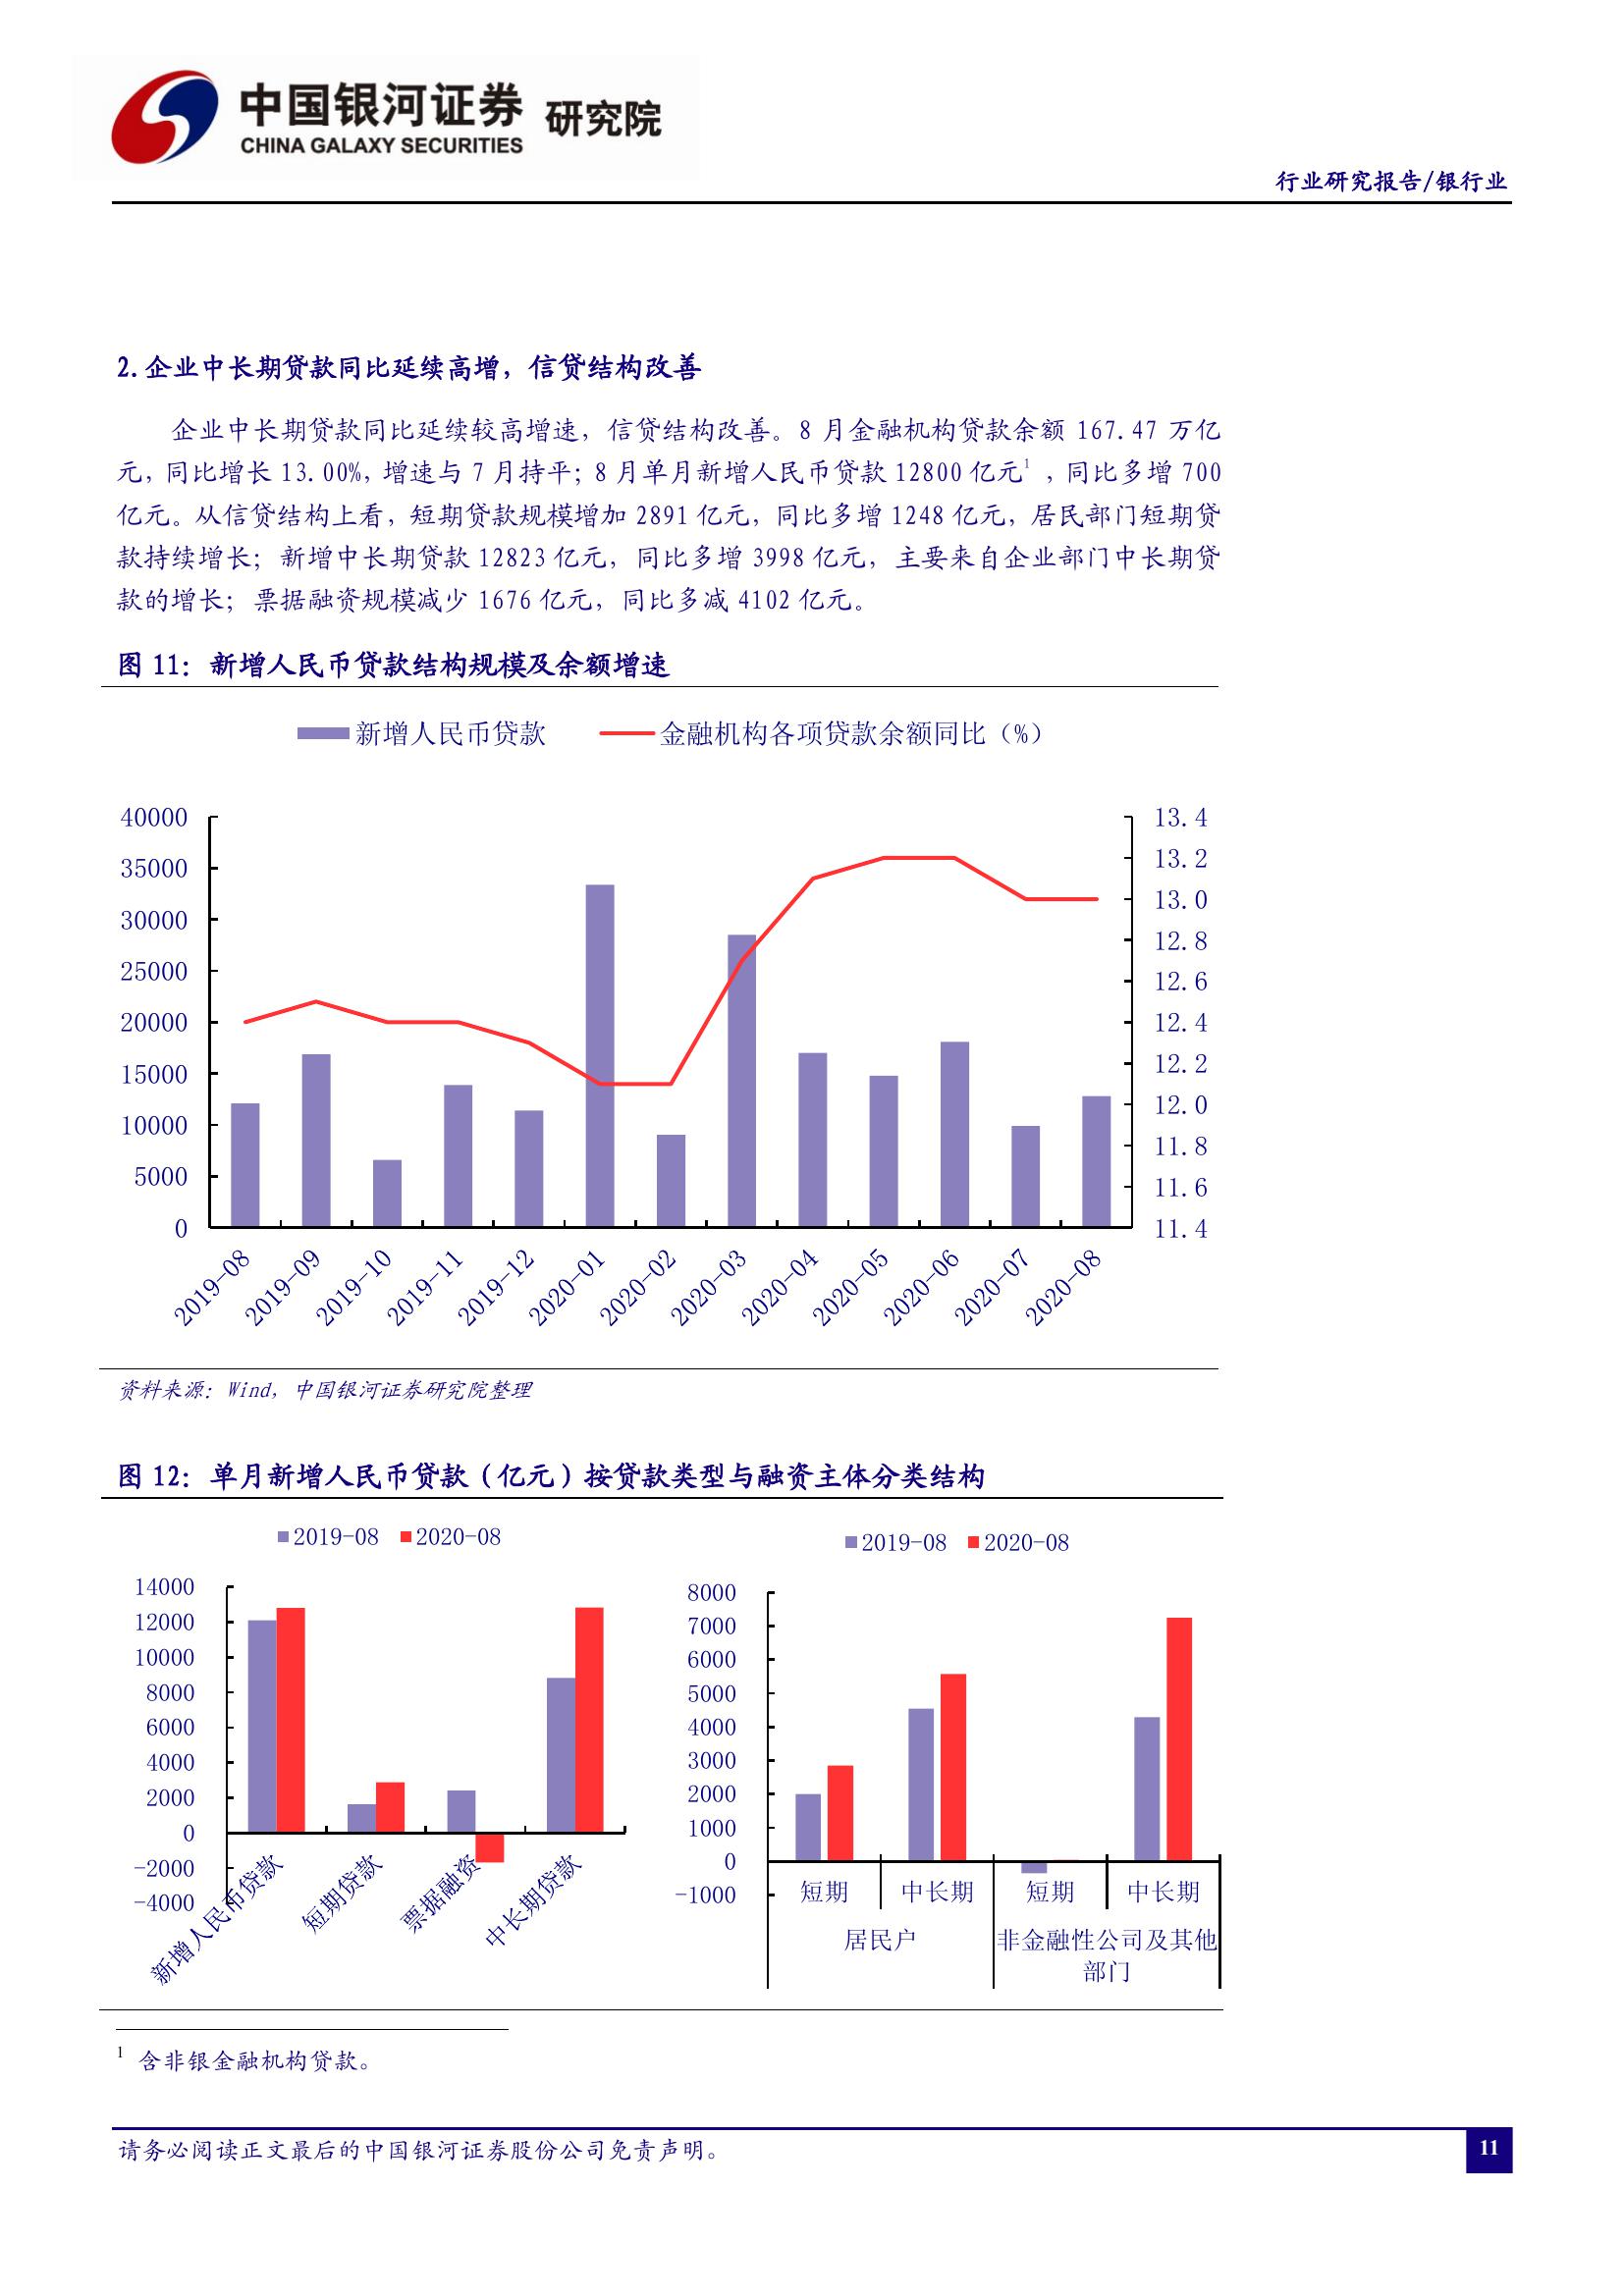 中国银河证券 研究院
CHINA GALAXY SECURITIES
行业研究报告/银行业
2.企业中长期贷款同比延续高增，信贷结构改善
企业中长期贷款同比延续较高增速，信贷结构改善。8 月金融机构贷款余额 167.47 万亿
元，同比增长 13.00%，增速与 7 月持平；8 月单月新增人民币贷款 12800 亿元1 ，同比多增 700
亿元。从信贷结构上看，短期贷款规模增加 2891 亿元，同比多增 1248 亿元，居民部门短期贷
款持续增长；新增中长期贷款 12823 亿元，同比多增 3998 亿元，主要来自企业部门中长期贷
款的增长；票据融资规模减少 1676 亿元，同比多减 4102 亿元。
图 11：新增人民币贷款结构规模及余额增速
新增人民币贷款 金融机构各项贷款余额同比（%）
40000 13.4
35000 13.2
30000 13.0
25000 12.8
20000 12.6
15000 12.4
10000 12.2
5000 12.0
0 11.8
11.6
11.4
2019-08 2019-09 2019-10 2019-11 2019-12 2020-01 2020-02 2020-03 2020-04 2020-05 2020-06 2020-07 2020-08
资料来源：Wind，中国银河证券研究院整理
图 12：单月新增人民币贷款（亿元）按贷款类型与融资主体分类结构
2019-08 2020-08
14000
12000
10000
8000
6000
4000
2000
0
-2000
-4000
新增人民币贷款 短期贷款 票据融资 中长期贷款
2019-08 2020-08
8000
7000
6000
5000
4000
3000
2000
1000
0
-1000
短期 中长期 短期 中长期
居民户 非金融性公司及其他
部门
1 含非银金融机构贷款。
请务必阅读正文最后的中国银河证券股份公司免责声明。
11